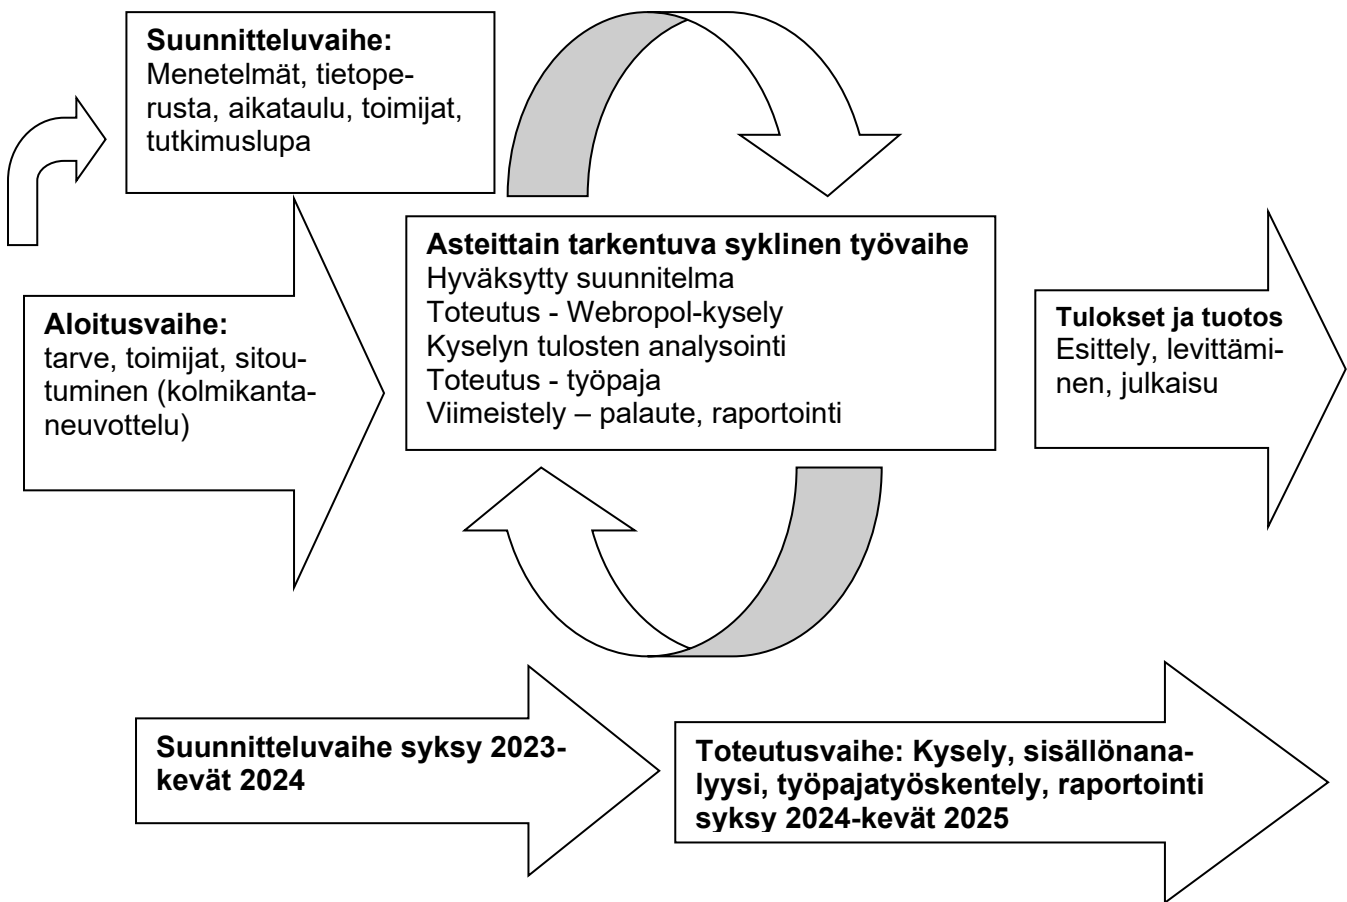 Suunnitteluvaihe:
Menetelmät, tietope-
rusta, aikataulu, toimijat,
tutkimuslupa
Aloitusvaihe:
tarve, toimijat, sitou-
tuminen (kolmikanta-
neuvottelu)
Asteittain tarkentuva syklinen työvaihe
Hyväksytty suunnitelma
Toteutus - Webropol-kysely
Kyselyn tulosten analysointi
Toteutus - työpaja
Viimeistely – palaute, raportointi
Tulokset ja tuotos
Esittely, levittämi-
nen, julkaisu
Suunnitteluvaihe syksy 2023-
kevät 2024
Toteutusvaihe: Kysely, sisällönana-
lyysi, työpajatyöskentely, raportointi
syksy 2024-kevät 2025